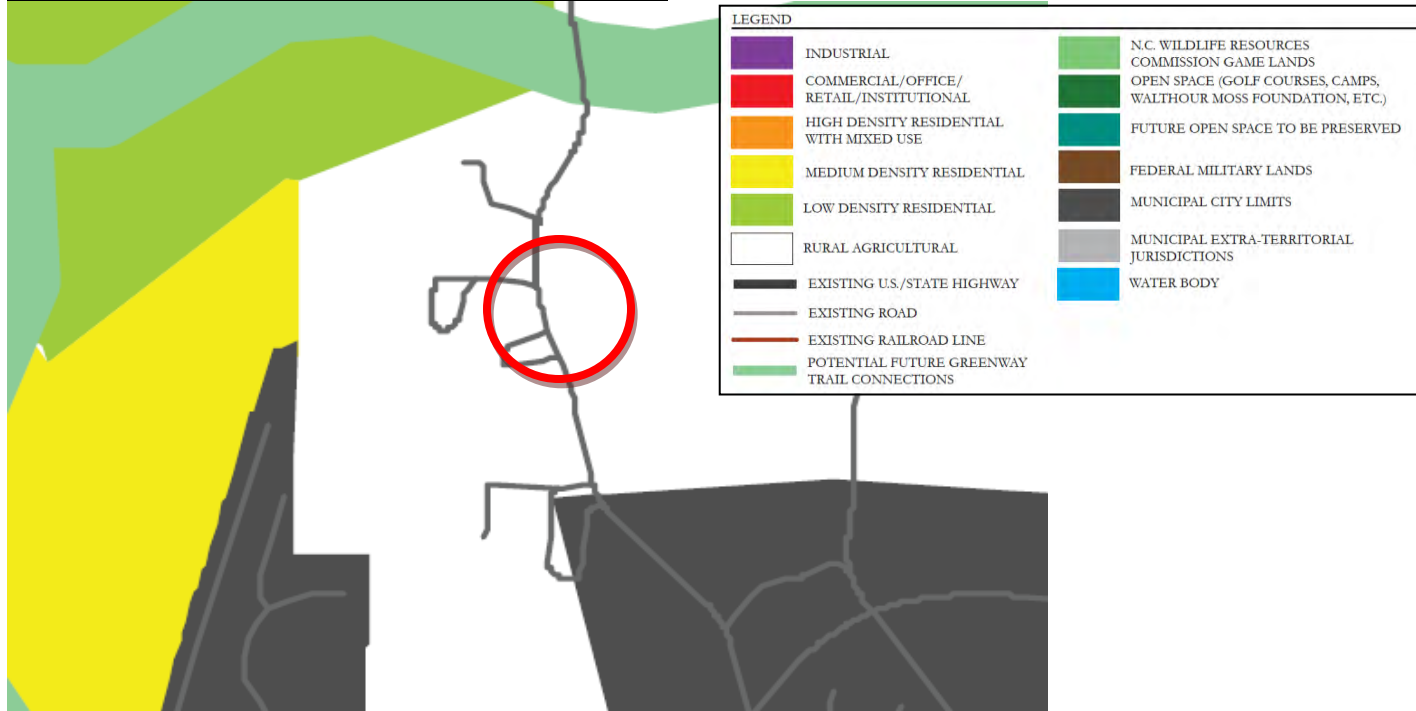 LEGEND
INDUSTRIAL
COMMERCIAL/OFFICE/
RETAIL/INSTITUTIONAL
HIGH DENSITY RESIDENTIAL
WITH MIXED USE
MEDIUM DENSITY RESIDENTIAL
LOW DENSITY RESIDENTIAL
RURAL AGRICULTURAL
EXISTING U.S./STATE HIGHWAY
EXISTING ROAD
EXISTING RAILROAD LINE
POTENTIAL FUTURE GREENWAY
TRAIL CONNECTIONS
N.C. WILDLIFE RESOURCES
COMMISSION GAME LANDS
OPEN SPACE (GOLF COURSES, CAMPS,
WALTHOUR MOSS FOUNDATION, ETC.)
FUTURE OPEN SPACE TO BE PRESERVED
FEDERAL MILITARY LANDS
MUNICIPAL CITY LIMITS
MUNICIPAL EXTRA-TERRITORIAL
JURISDICTIONS
WATER BODY